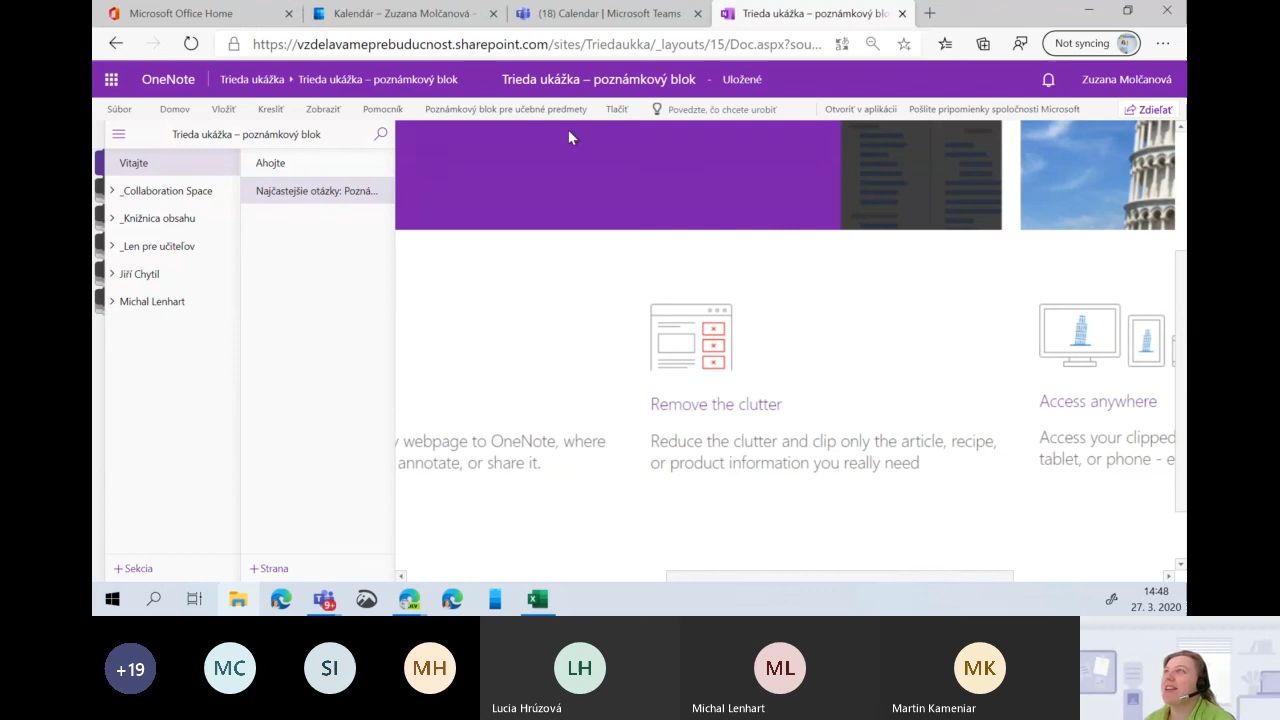 Microsoft Office Home
Kalendár – Zuzana Molčanová -
(18) Calendar | Microsoft Teams
Trieda ukážka – poznámkový blo
https://vzdelavameprebuducnost.sharepoint.com/sites/Triedaukka/_layouts/15/Doc.aspx?sou...
Not syncing
OneNote
Trieda ukážka ▸ Trieda ukážka – poznámkový blok
Trieda ukážka – poznámkový blok - Uložené
Zuzana Molčanová
Súbor
Domov
Vložiť
Kresliť
Zobraziť
Pomocník
Poznámkový blok pre učebné predmety
Tlačiť
Povedzte, čo chcete urobiť
Otvoriť v aplikácii
Pošlite pripomienky spoločnosti Microsoft
Zdieľať
Trieda ukážka – poznámkový blok
Vitajte
_Collaboration Space
_Knižnica obsahu
_Len pre učiteľov
Jiří Chytil
Michal Lenhart
+ Sekcia
Ahojte
Najčastejšie otázky: Pozná...
+ Strana
webpage to OneNote, where
annotate, or share it.
Remove the clutter
Reduce the clutter and clip only the article, recipe,
or product information you really need
Access anywhere
Access your clipped
tablet, or phone - e
9+
14:48
27. 3. 2020
+19
MC
SI
MH
LH
Lucia Hrúzová
ML
Michal Lenhart
MK
Martin Kameniar